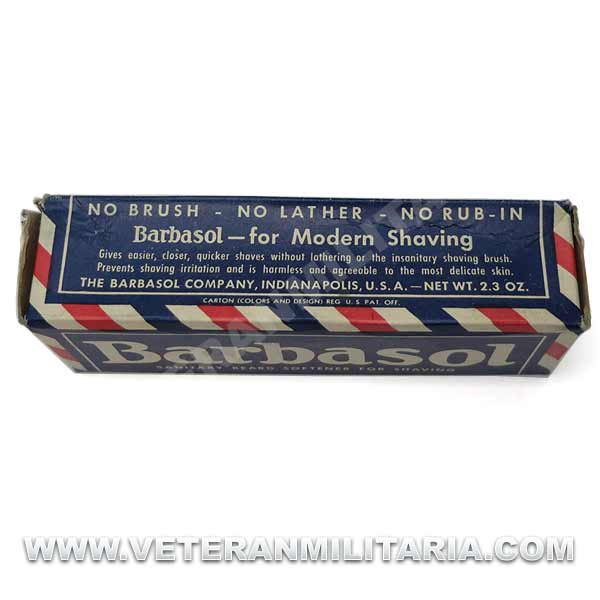 NO BRUSH - NO LATHER - NO RUB-IN
Barbasol — for Modern Shaving
Gives easier, closer, quicker shaves without lathering or the insanitary shaving brush.
Prevents shaving irritation and is harmless and agreeable to the most delicate skin.
THE BARBASOL COMPANY, INDIANAPOLIS, U.S.A. — NET WT. 2.3 OZ.
CARTON (COLORS AND DESIGN) REG U. S. PAT. OFF.
Barbasol
SANITARY BEARD SOFTENER FOR SHAVING
VETERANMILITARIA
WWW.VETERANMILITARIA.COM